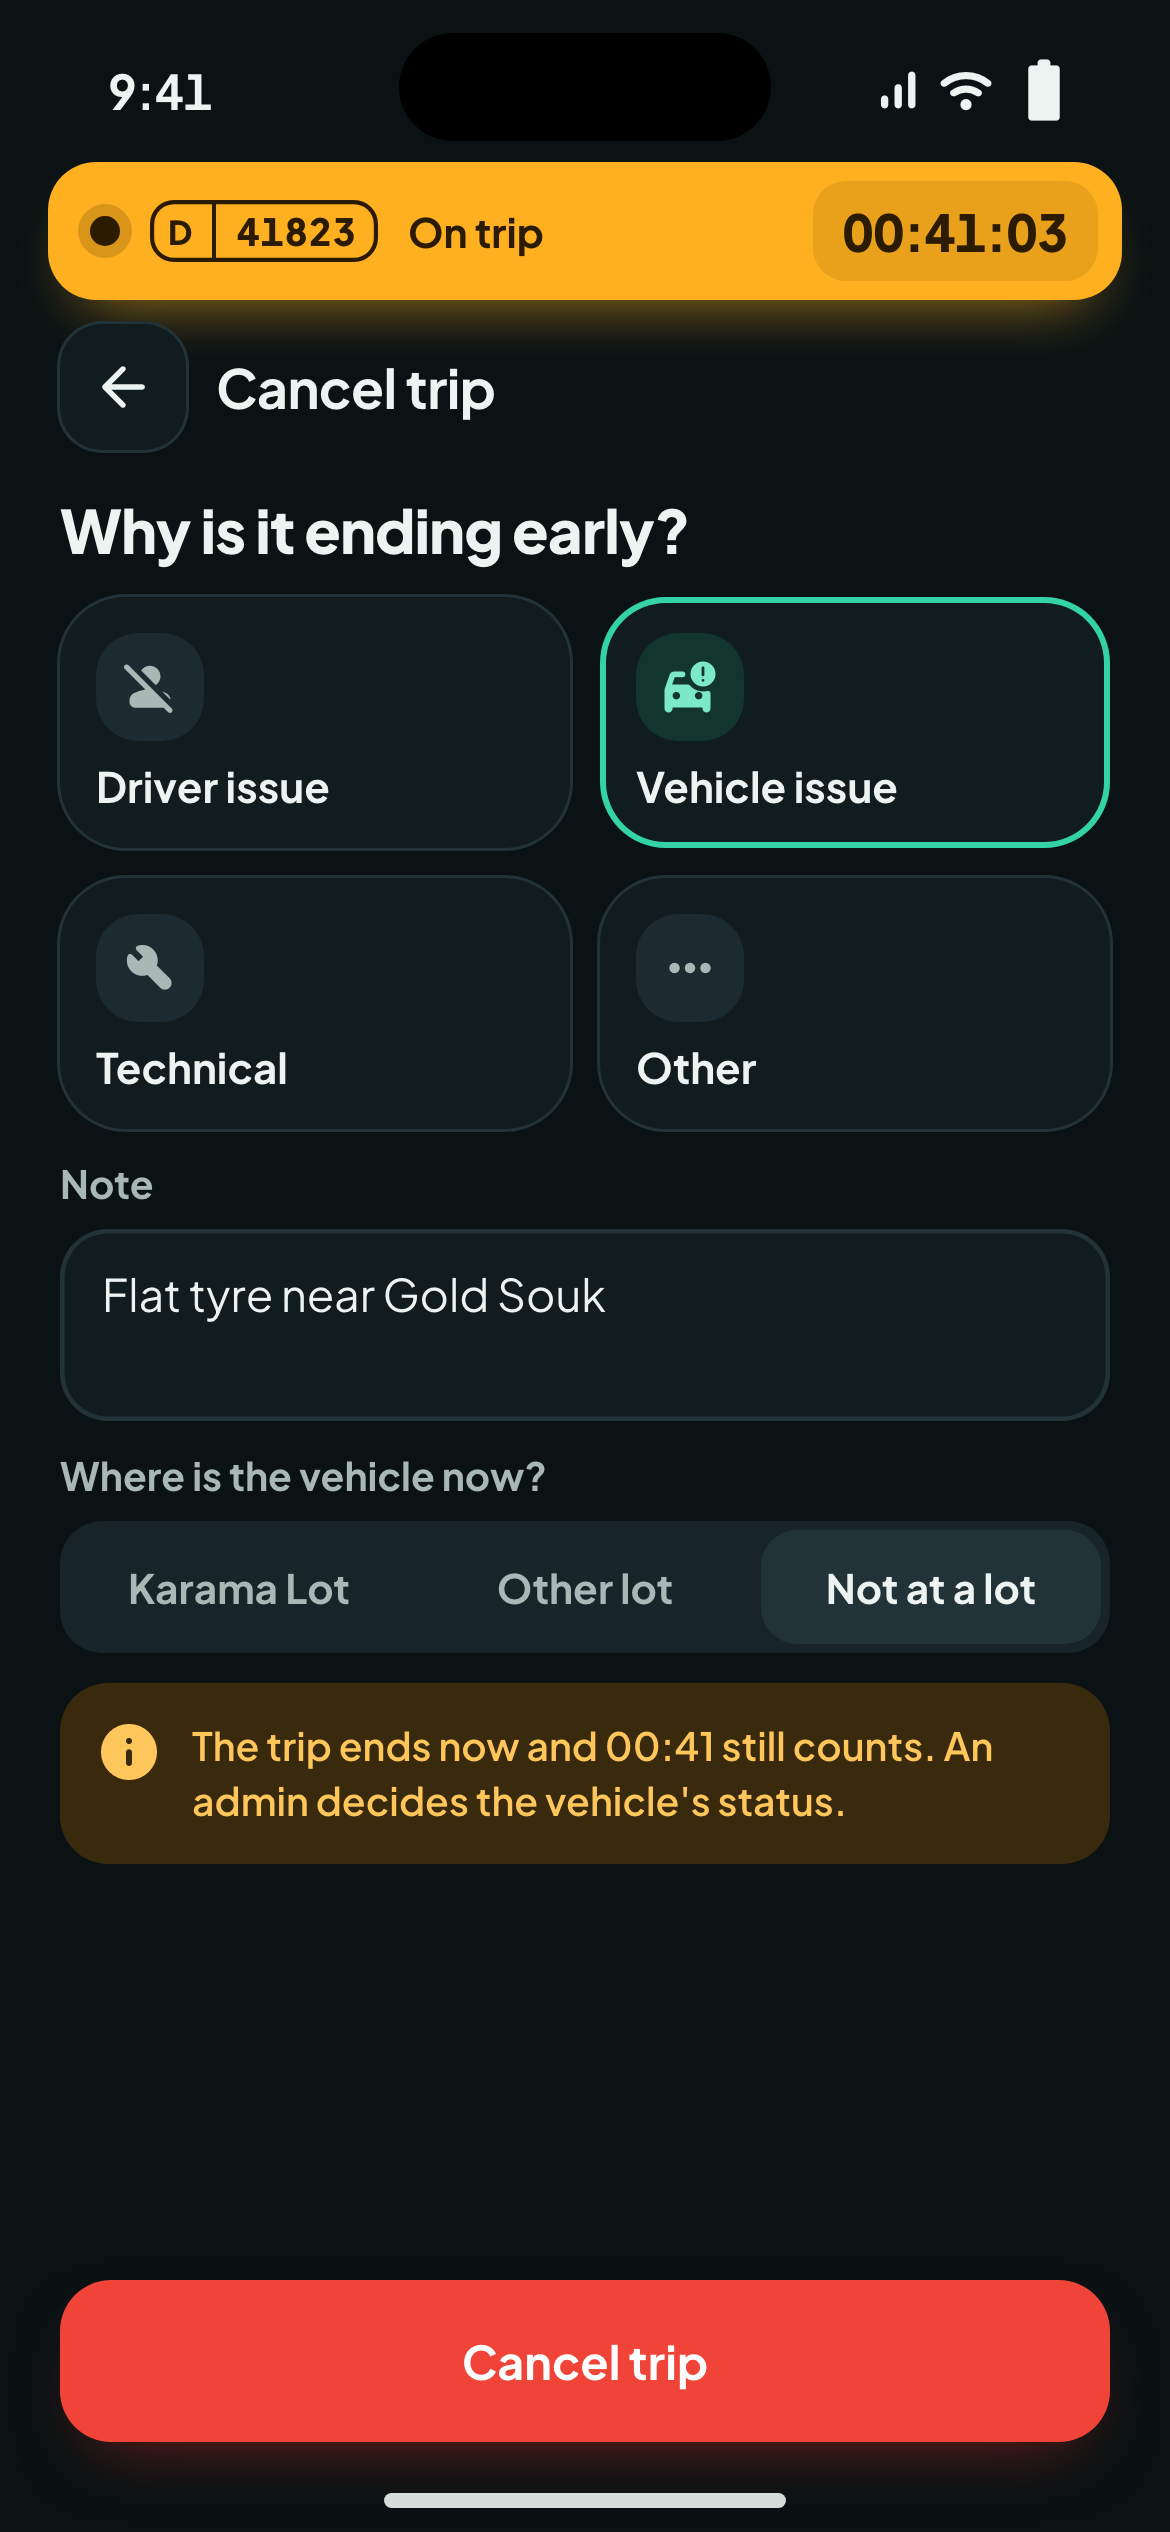 9:41
D 41823 On trip 00:41:03
Cancel trip
Why is it ending early?
Driver issue
Vehicle issue
Technical
Other
Note
Flat tyre near Gold Souk
Where is the vehicle now?
Karama Lot Other lot Not at a lot
The trip ends now and 00:41 still counts. An
admin decides the vehicle's status.
Cancel trip